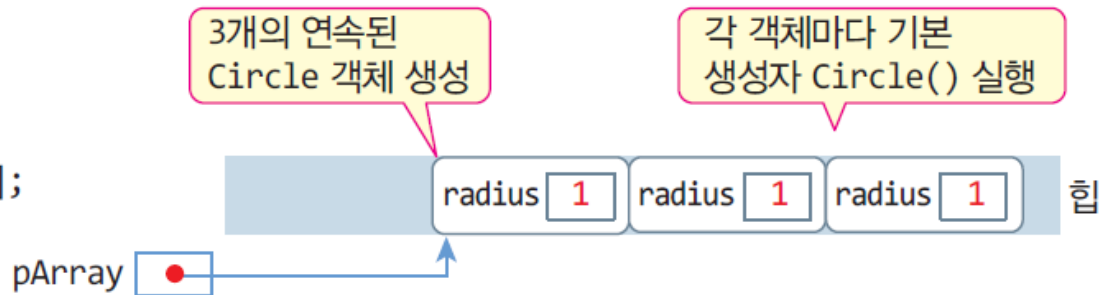 3개의 연속된
Circle 객체 생성
각 객체마다 기본
생성자 Circle() 실행
];
radius 1 radius 1 radius 1 힙
pArray